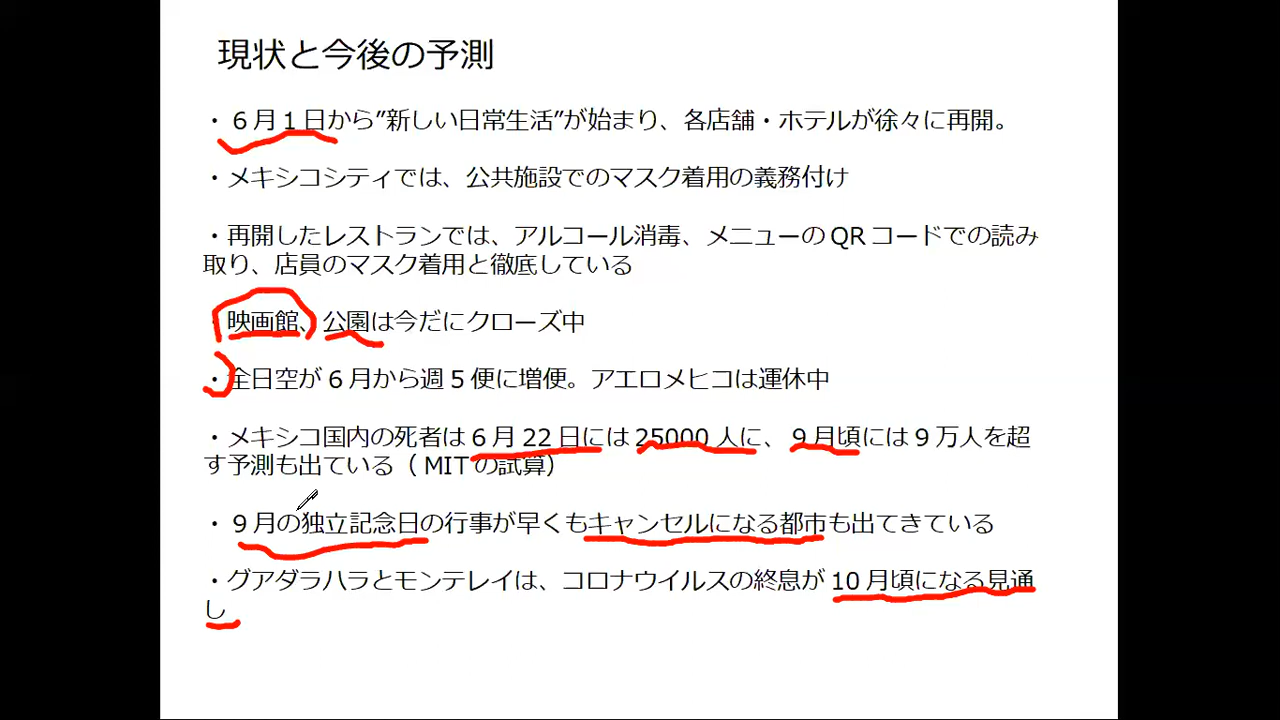 現状と今後の予測
・６月１日から”新しい日常生活”が始まり、各店舗・ホテルが徐々に再開。
・メキシコシティでは、公共施設でのマスク着用の義務付け
・再開したレストランでは、アルコール消毒、メニューのQRコードでの読み
取り、店員のマスク着用と徹底している
・映画館、公園は今だにクローズ中
・全日空が６月から週５便に増便。アエロメヒコは運休中
・メキシコ国内の死者は６月22日には25000人に、９月頃には９万人を超
す予測も出ている（MITの試算）
・９月の独立記念日の行事が早くもキャンセルになる都市も出てきている
・グアダラハラとモンテレイは、コロナウイルスの終息が10月頃になる見通
し